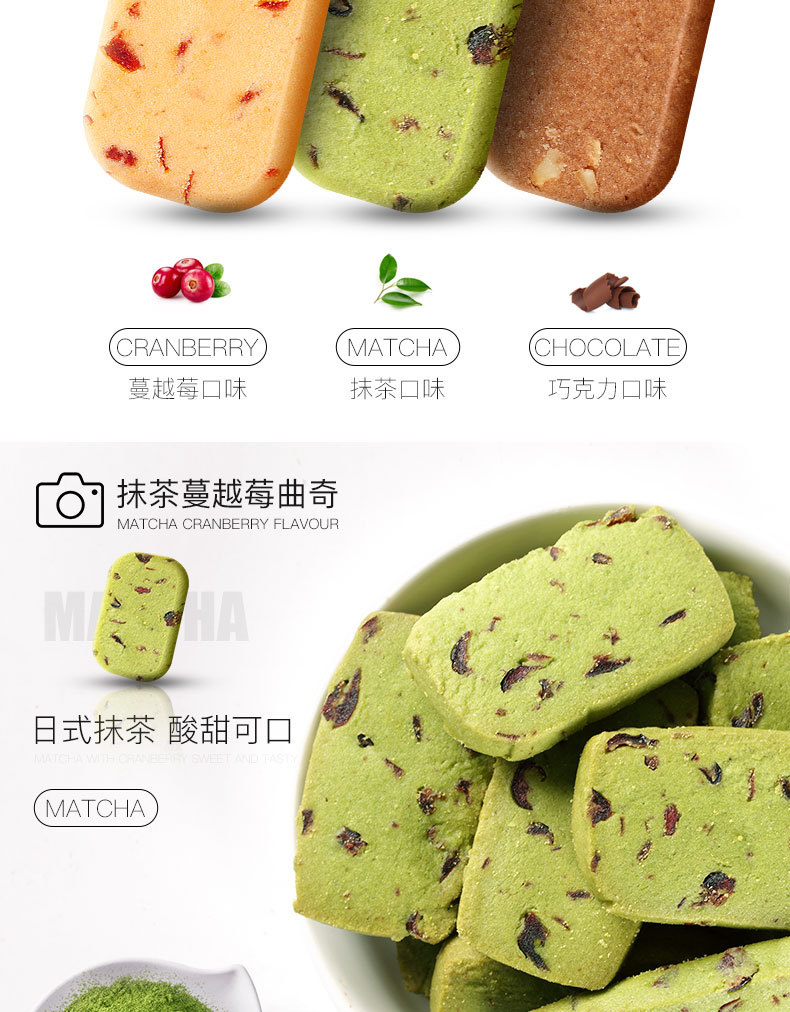 CRANBERRY
蔓越莓口味
MATCHA
抹茶口味
CHOCOLATE
巧克力口味
抹茶蔓越莓曲奇
MATCHA CRANBERRY FLAVOUR
MATCHA
日式抹茶 酸甜可口
MATCHA WITH CRANBERRY SWEET AND TASTY
MATCHA